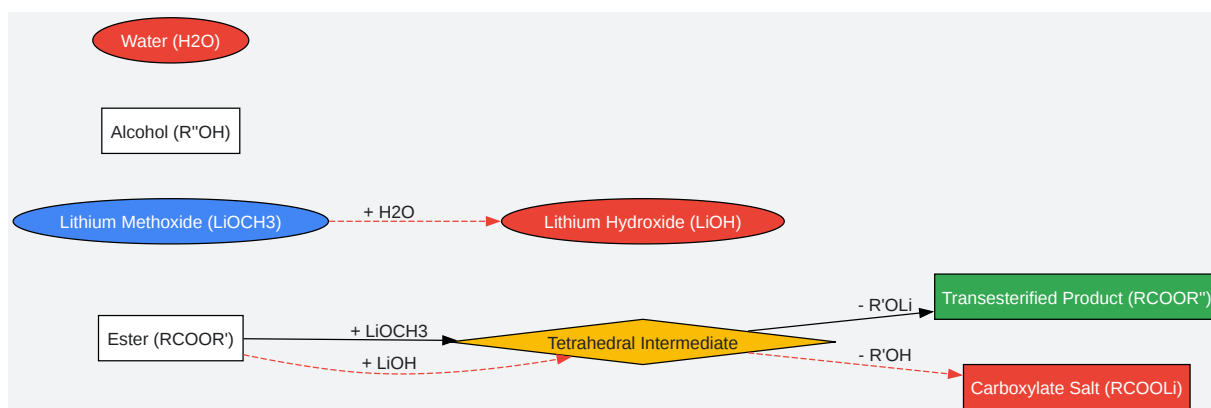 Water (H2O)
Alcohol (R"OH)
Lithium Methoxide (LiOCH3)
+ H2O
Lithium Hydroxide (LiOH)
Ester (RCOOR')
+ LiOCH3
+ LiOH
Tetrahedral Intermediate
- R'OLi
Transesterified Product (RCOOR")
- R'OH
Carboxylate Salt (RCOOLi)